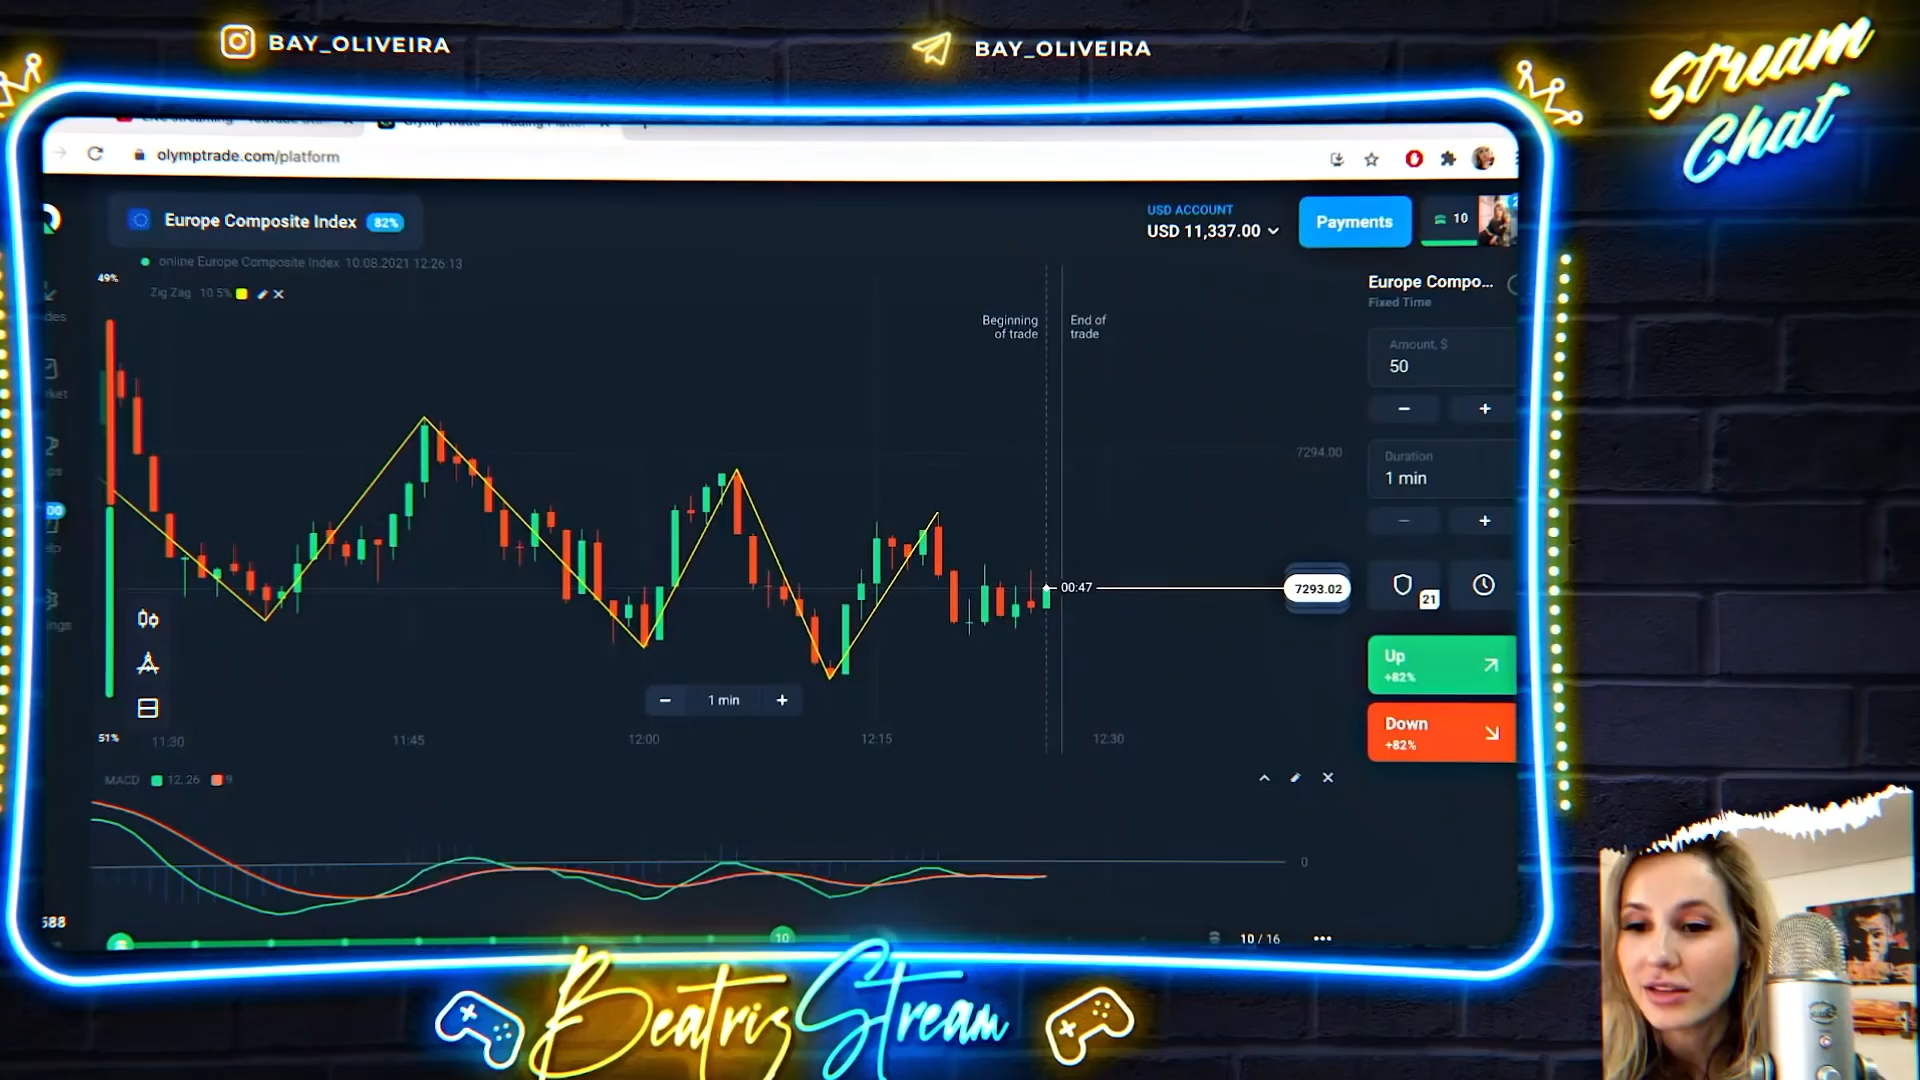 BAY_OLIVEIRA
BAY_OLIVEIRA
Stream
Chat
olymptrade.com/platform
Europe Composite Index 82%
USD ACCOUNT
USD 11,337.00
Payments
10
online Europe Composite Index 10.08.2021 12:26:13
49%
Zig Zag 10 5%
Beginning
of trade
End of
trade
Europe Compo...
Fixed Time
Amount, $
50
7294.00
Duration
1 min
00:47
7293.02
21
Up
+82%
Down
+82%
1 min
51%
11:30
11:45
12:00
12:15
12:30
MACD 12, 26 9
0
10
10 / 16
Beatriz Stream